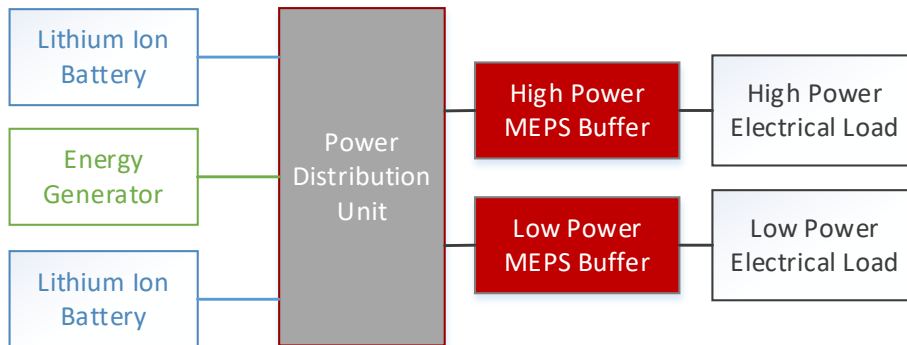 Lithium Ion
Battery
Energy
Generator
Lithium Ion
Battery
Power
Distribution
Unit
High Power
MEPS Buffer
Low Power
MEPS Buffer
High Power
Electrical Load
Low Power
Electrical Load